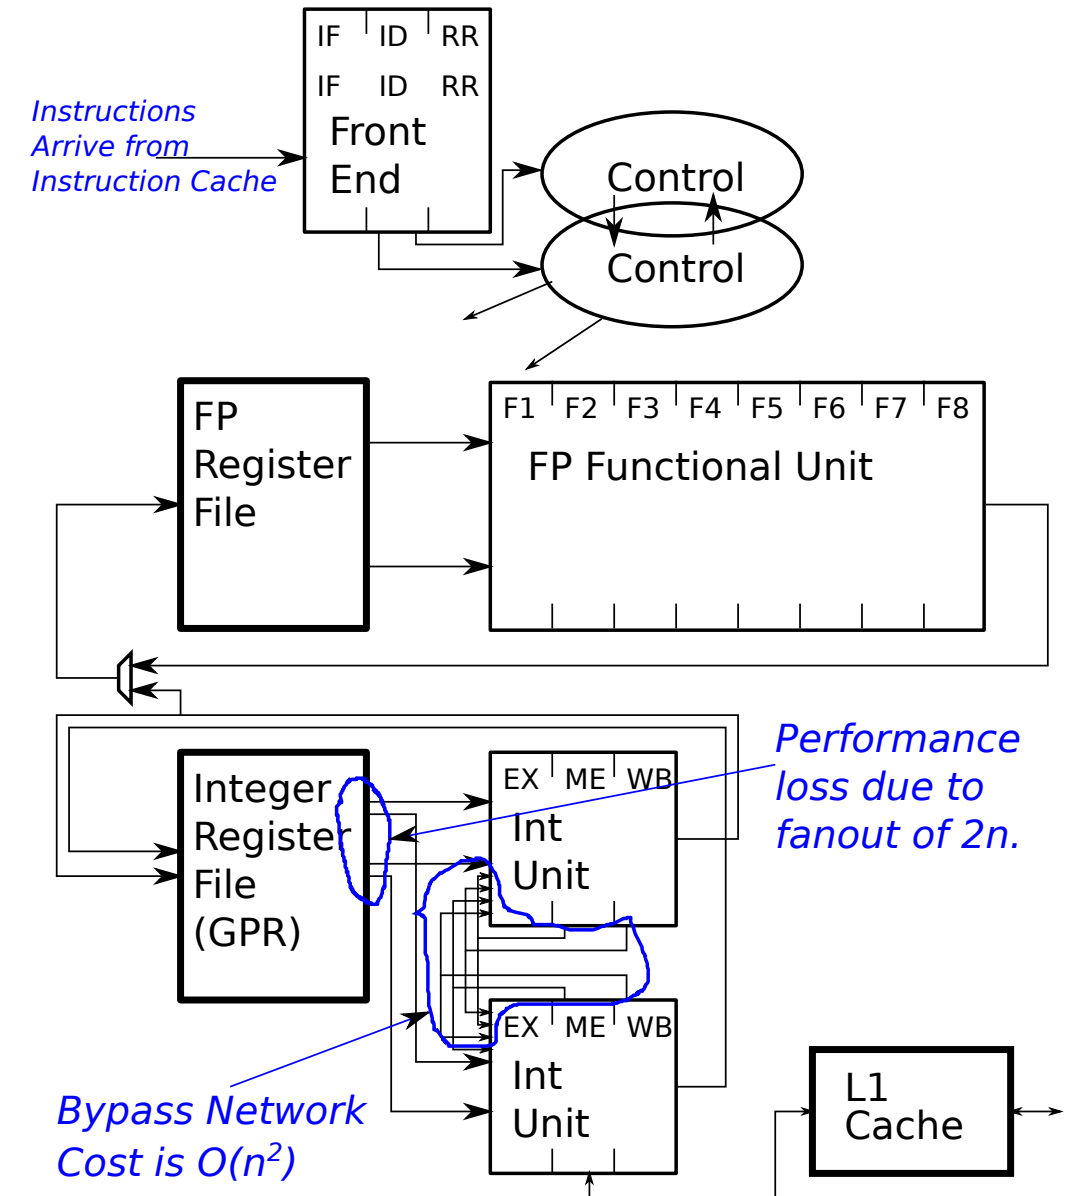 IF ID RR
IF ID RR
Front
End
Instructions
Arrive from
Instruction Cache
Control
Control
FP
Register
File
F1 F2 F3 F4 F5 F6 F7 F8
FP Functional Unit
Performance
loss due to
fanout of 2n.
Integer
Register
File
(GPR)
EX ME WB
Int
Unit
EX ME WB
Int
Unit
Bypass Network
Cost is O(n²)
L1
Cache